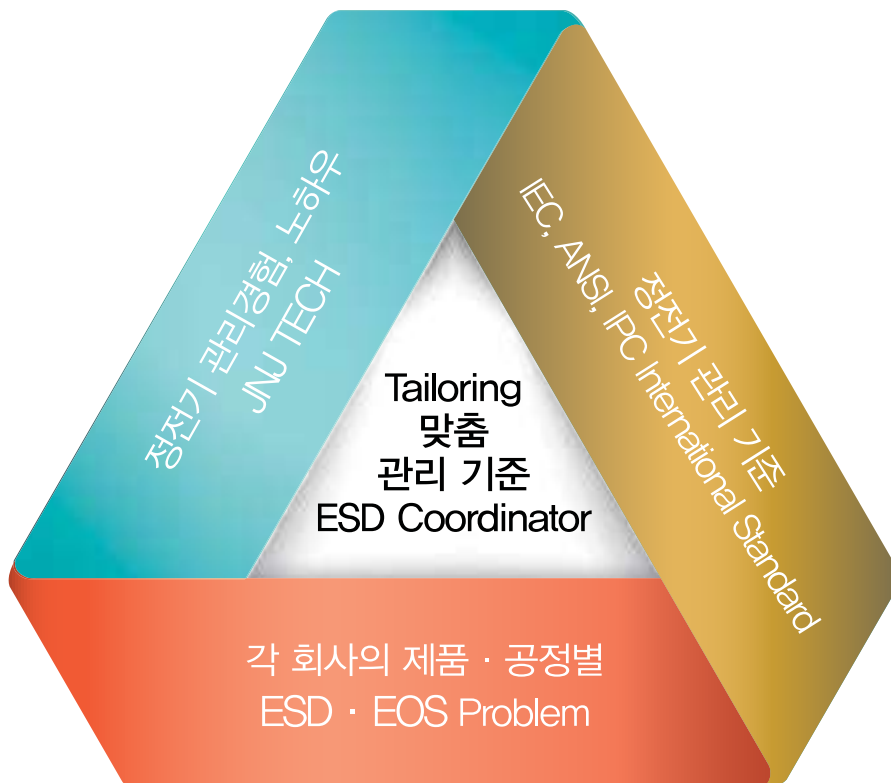 정전기 관리경험, 노하우
JNJ TECH
정전기 관리 기준
IEC, ANSI, IPC International Standard
Tailoring
맞춤
관리 기준
ESD Coordinator
각 회사의 제품 · 공정별
ESD · EOS Problem